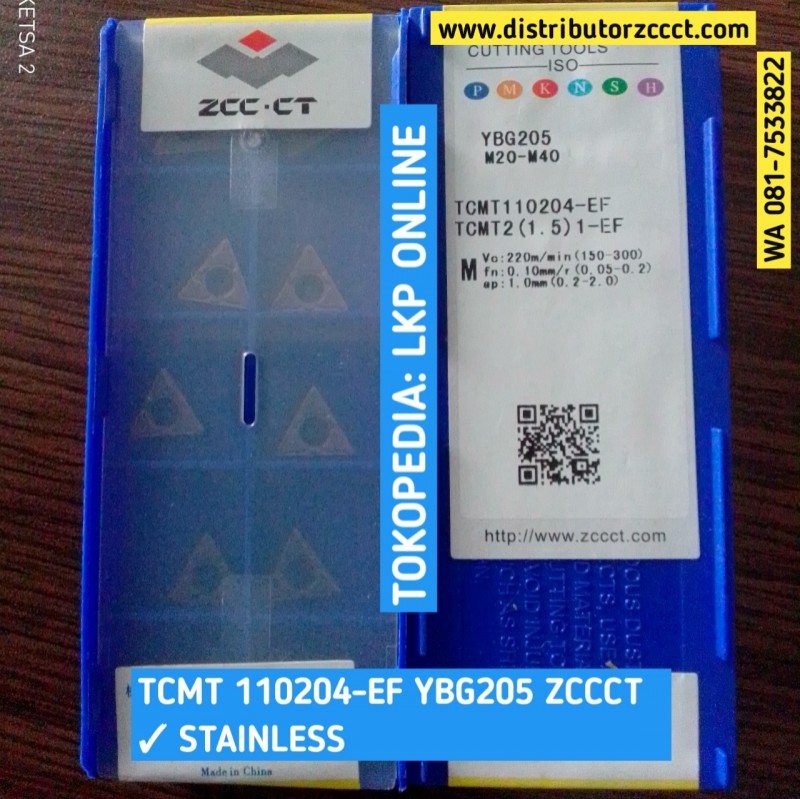 KETSA 2
www.distributorzccct.com
WA 081-7533822
TOKOPEDIA: LKP ONLINE
ZCC·CT
CUTTING TOOLS
ISO
P M K N S H
YBG205
M20-M40
TCMT110204-EF
TCMT2(1.5)1-EF
M
Vc:220m/min(150-300)
fn:0.10mm/r(0.05-0.2)
ap:1.0mm(0.2-2.0)
http://www.zccct.com
TCMT 110204-EF YBG205 ZCCCT
✓ STAINLESS
Made in China